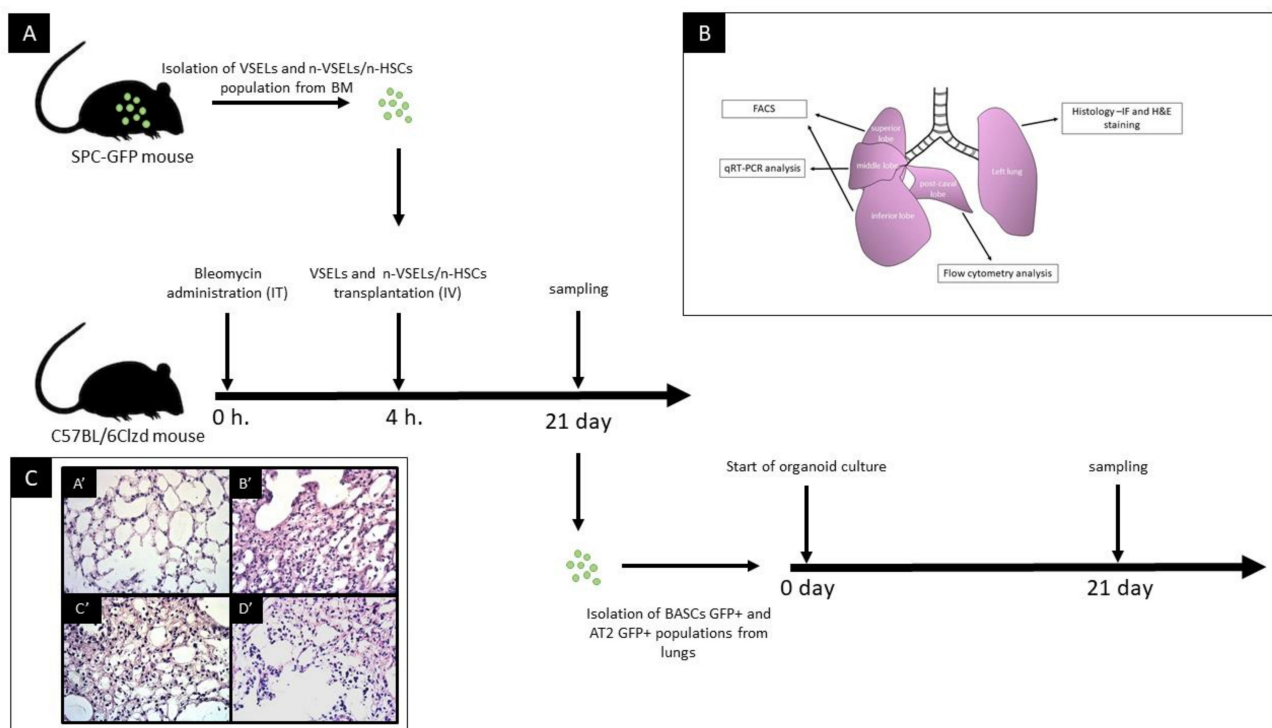 A
Isolation of VSELs and n-VSELs/n-HSCs
population from BM
SPC-GFP mouse
Bleomycin
administration (IT)
VSELs and n-VSELs/n-HSCs
transplantation (IV)
sampling
C57BL/6Clzd mouse
0 h.
4 h.
21 day
B
FACS
qRT-PCR analysis
superior
lobe
middle lobe
post-caval
lobe
inferior lobe
Left lung
Histology –IF and H&E
staining
Flow cytometry analysis
C
A’
B’
C’
D’
Isolation of BASCs GFP+ and
AT2 GFP+ populations from
lungs
Start of organoid culture
sampling
0 day
21 day